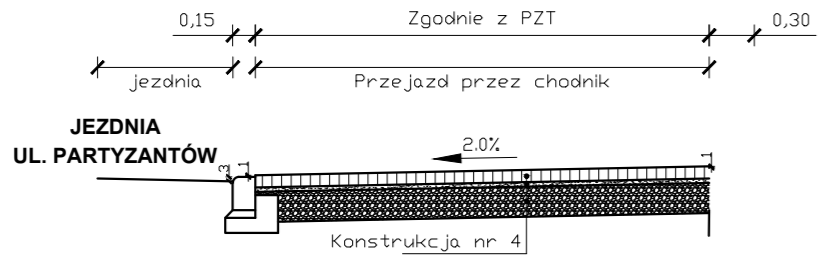 0,15
Zgodnie z PZT
0,30
jezdnia
Przejazd przez chodnik
JEZDNIA
UL. PARTYZANTÓW
3
1
2.0%
1
Konstrukcja nr 4